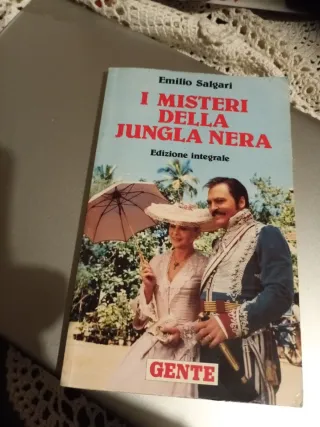 Emilio Salgari
I MISTERI
DELLA
JUNGLA NERA
Edizione integrale
GENTE